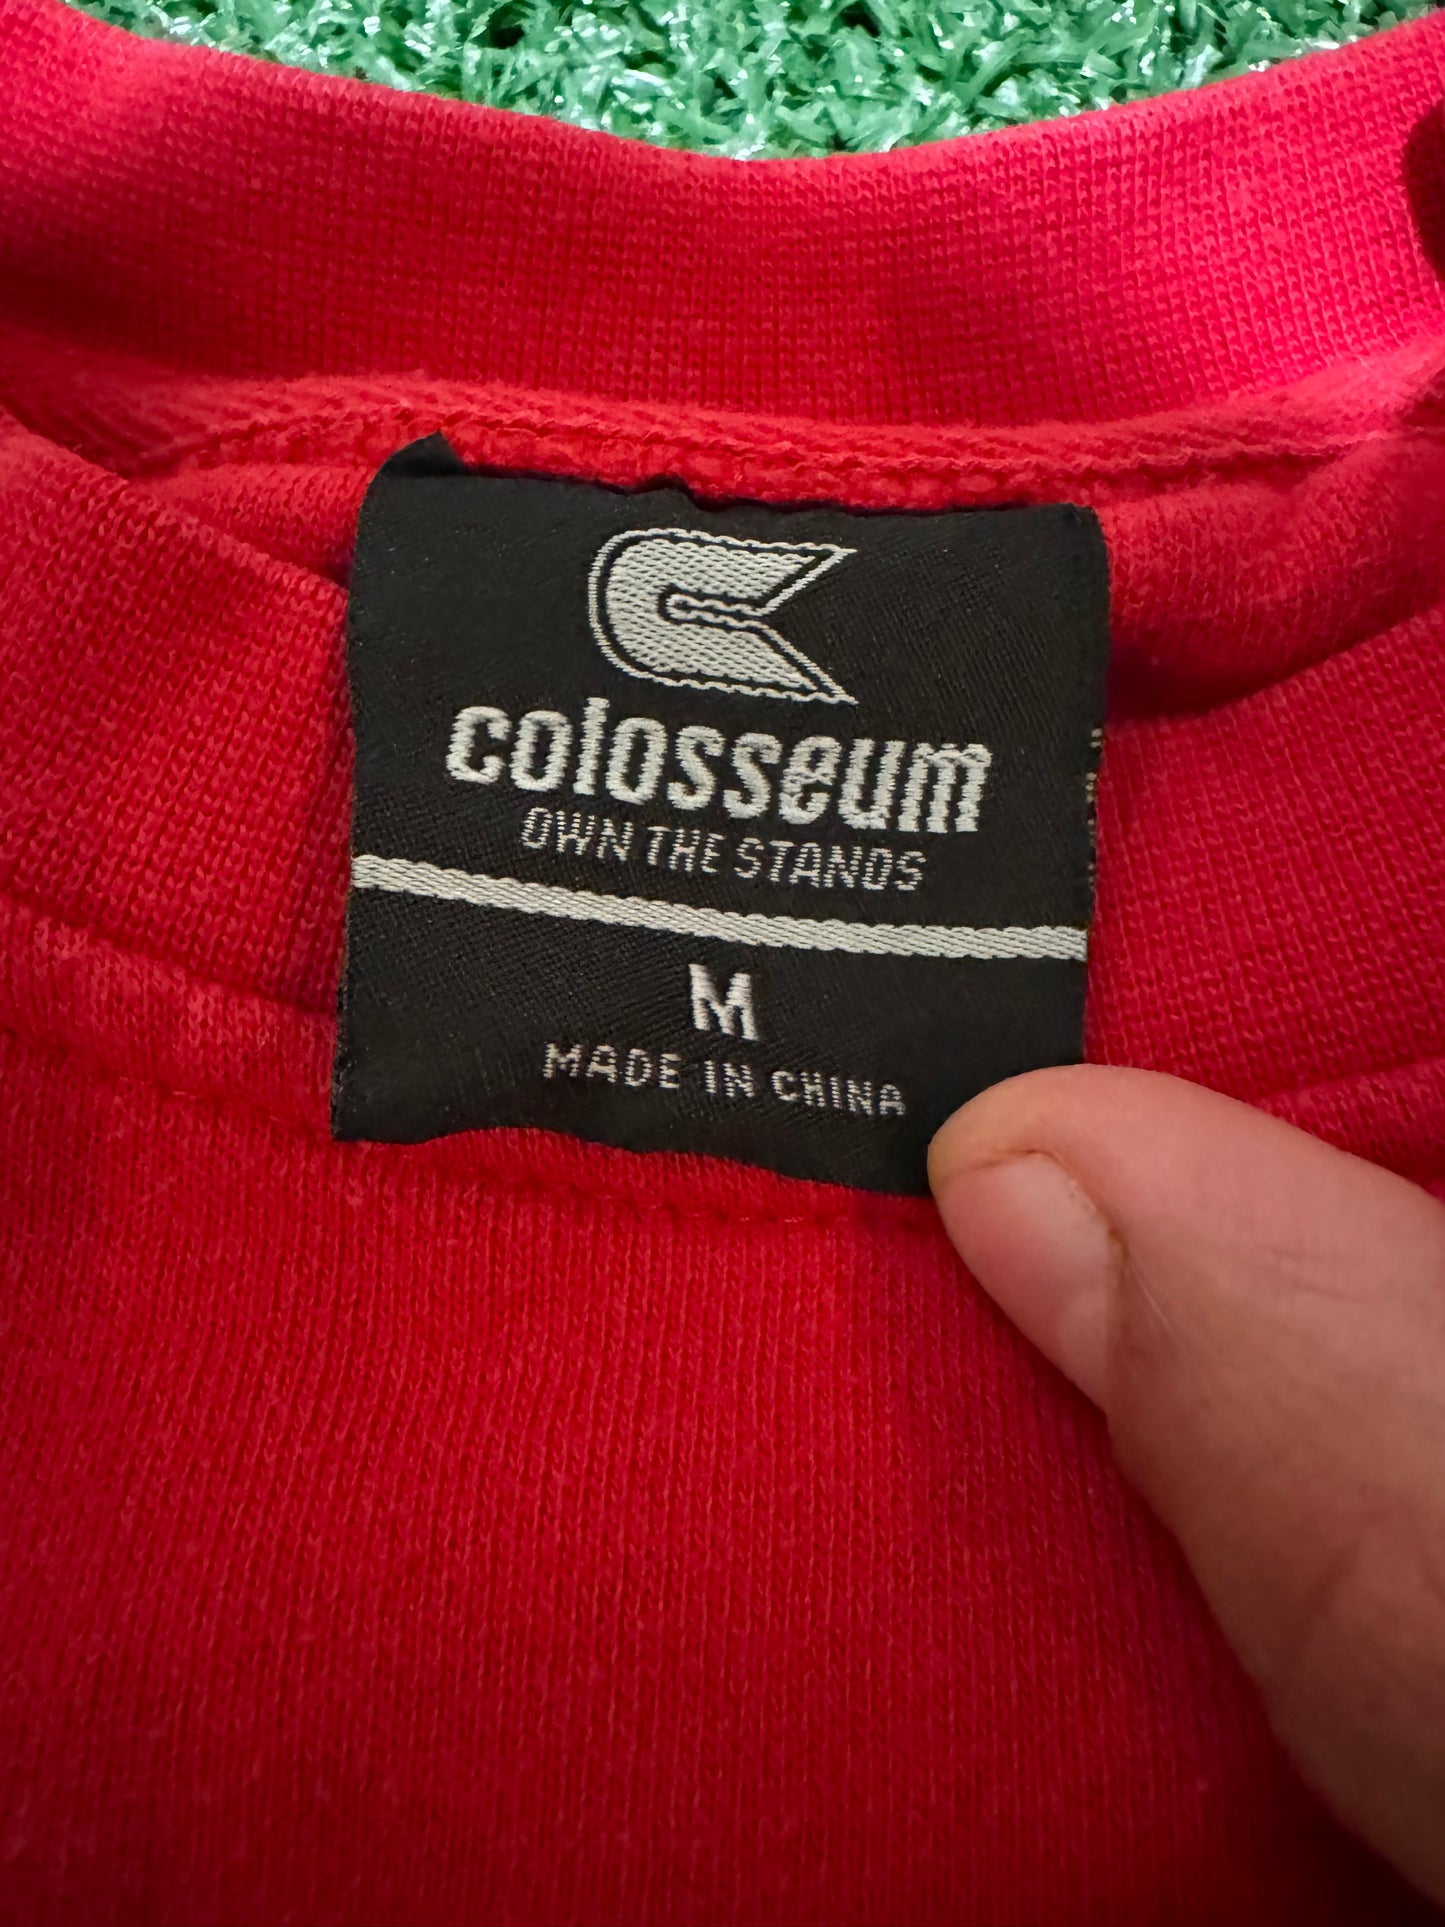 colosseum
OWN THE STANDS
M
MADE IN CHINA